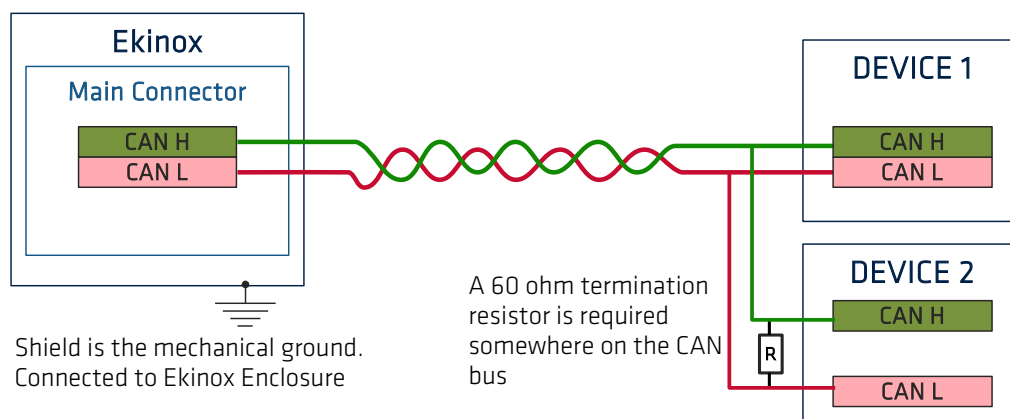 Ekinox
Main Connector
CAN H
CAN L
DEVICE 1
CAN H
CAN L
DEVICE 2
CAN H
R
CAN L
A 60 ohm termination
resistor is required
somewhere on the CAN
bus
Shield is the mechanical ground.
Connected to Ekinox Enclosure